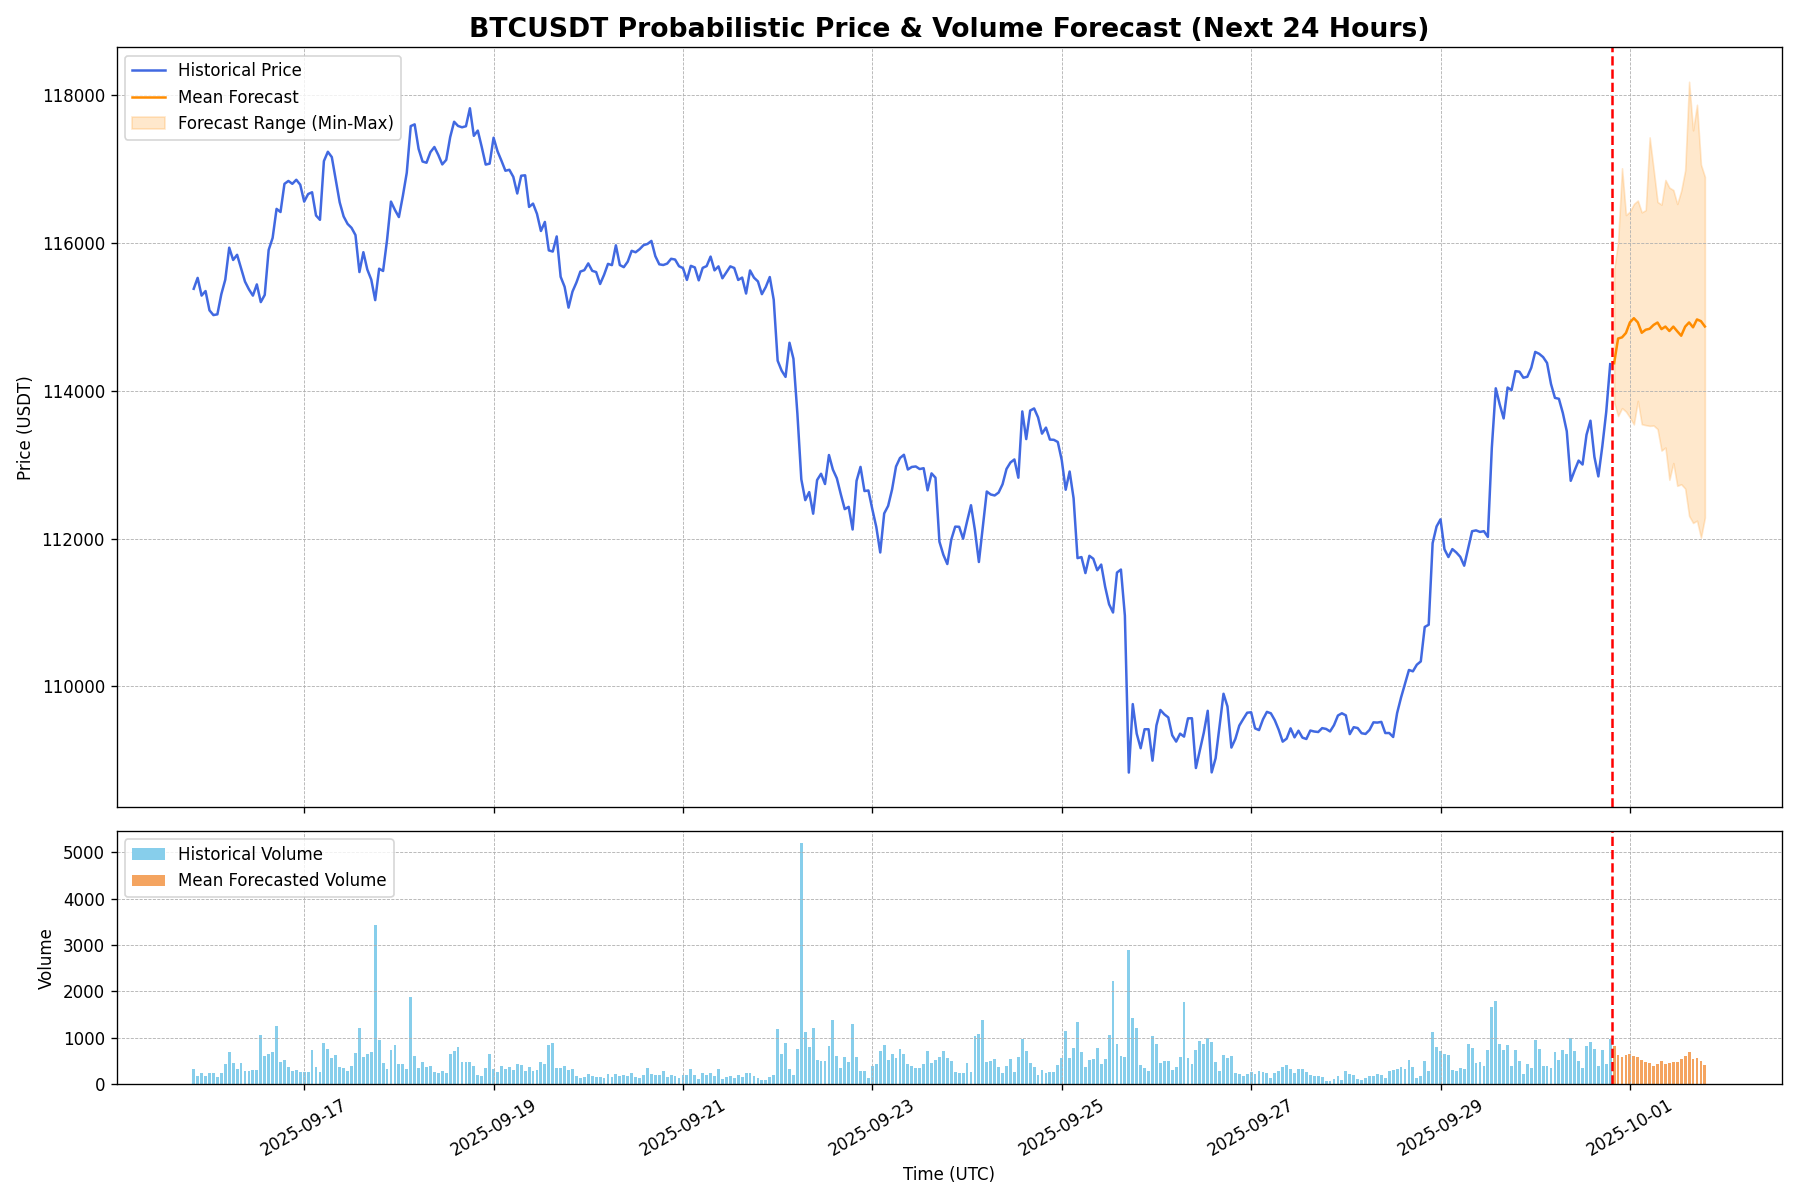 BTCUSDT Probabilistic Price & Volume Forecast (Next 24 Hours)
Historical Price
Mean Forecast
Forecast Range (Min-Max)
118000
116000
114000
112000
110000
Price (USDT)
Historical Volume
Mean Forecasted Volume
5000
4000
3000
2000
1000
0
Volume
2025-09-17
2025-09-19
2025-09-21
2025-09-23
2025-09-25
2025-09-27
2025-09-29
2025-10-01
Time (UTC)